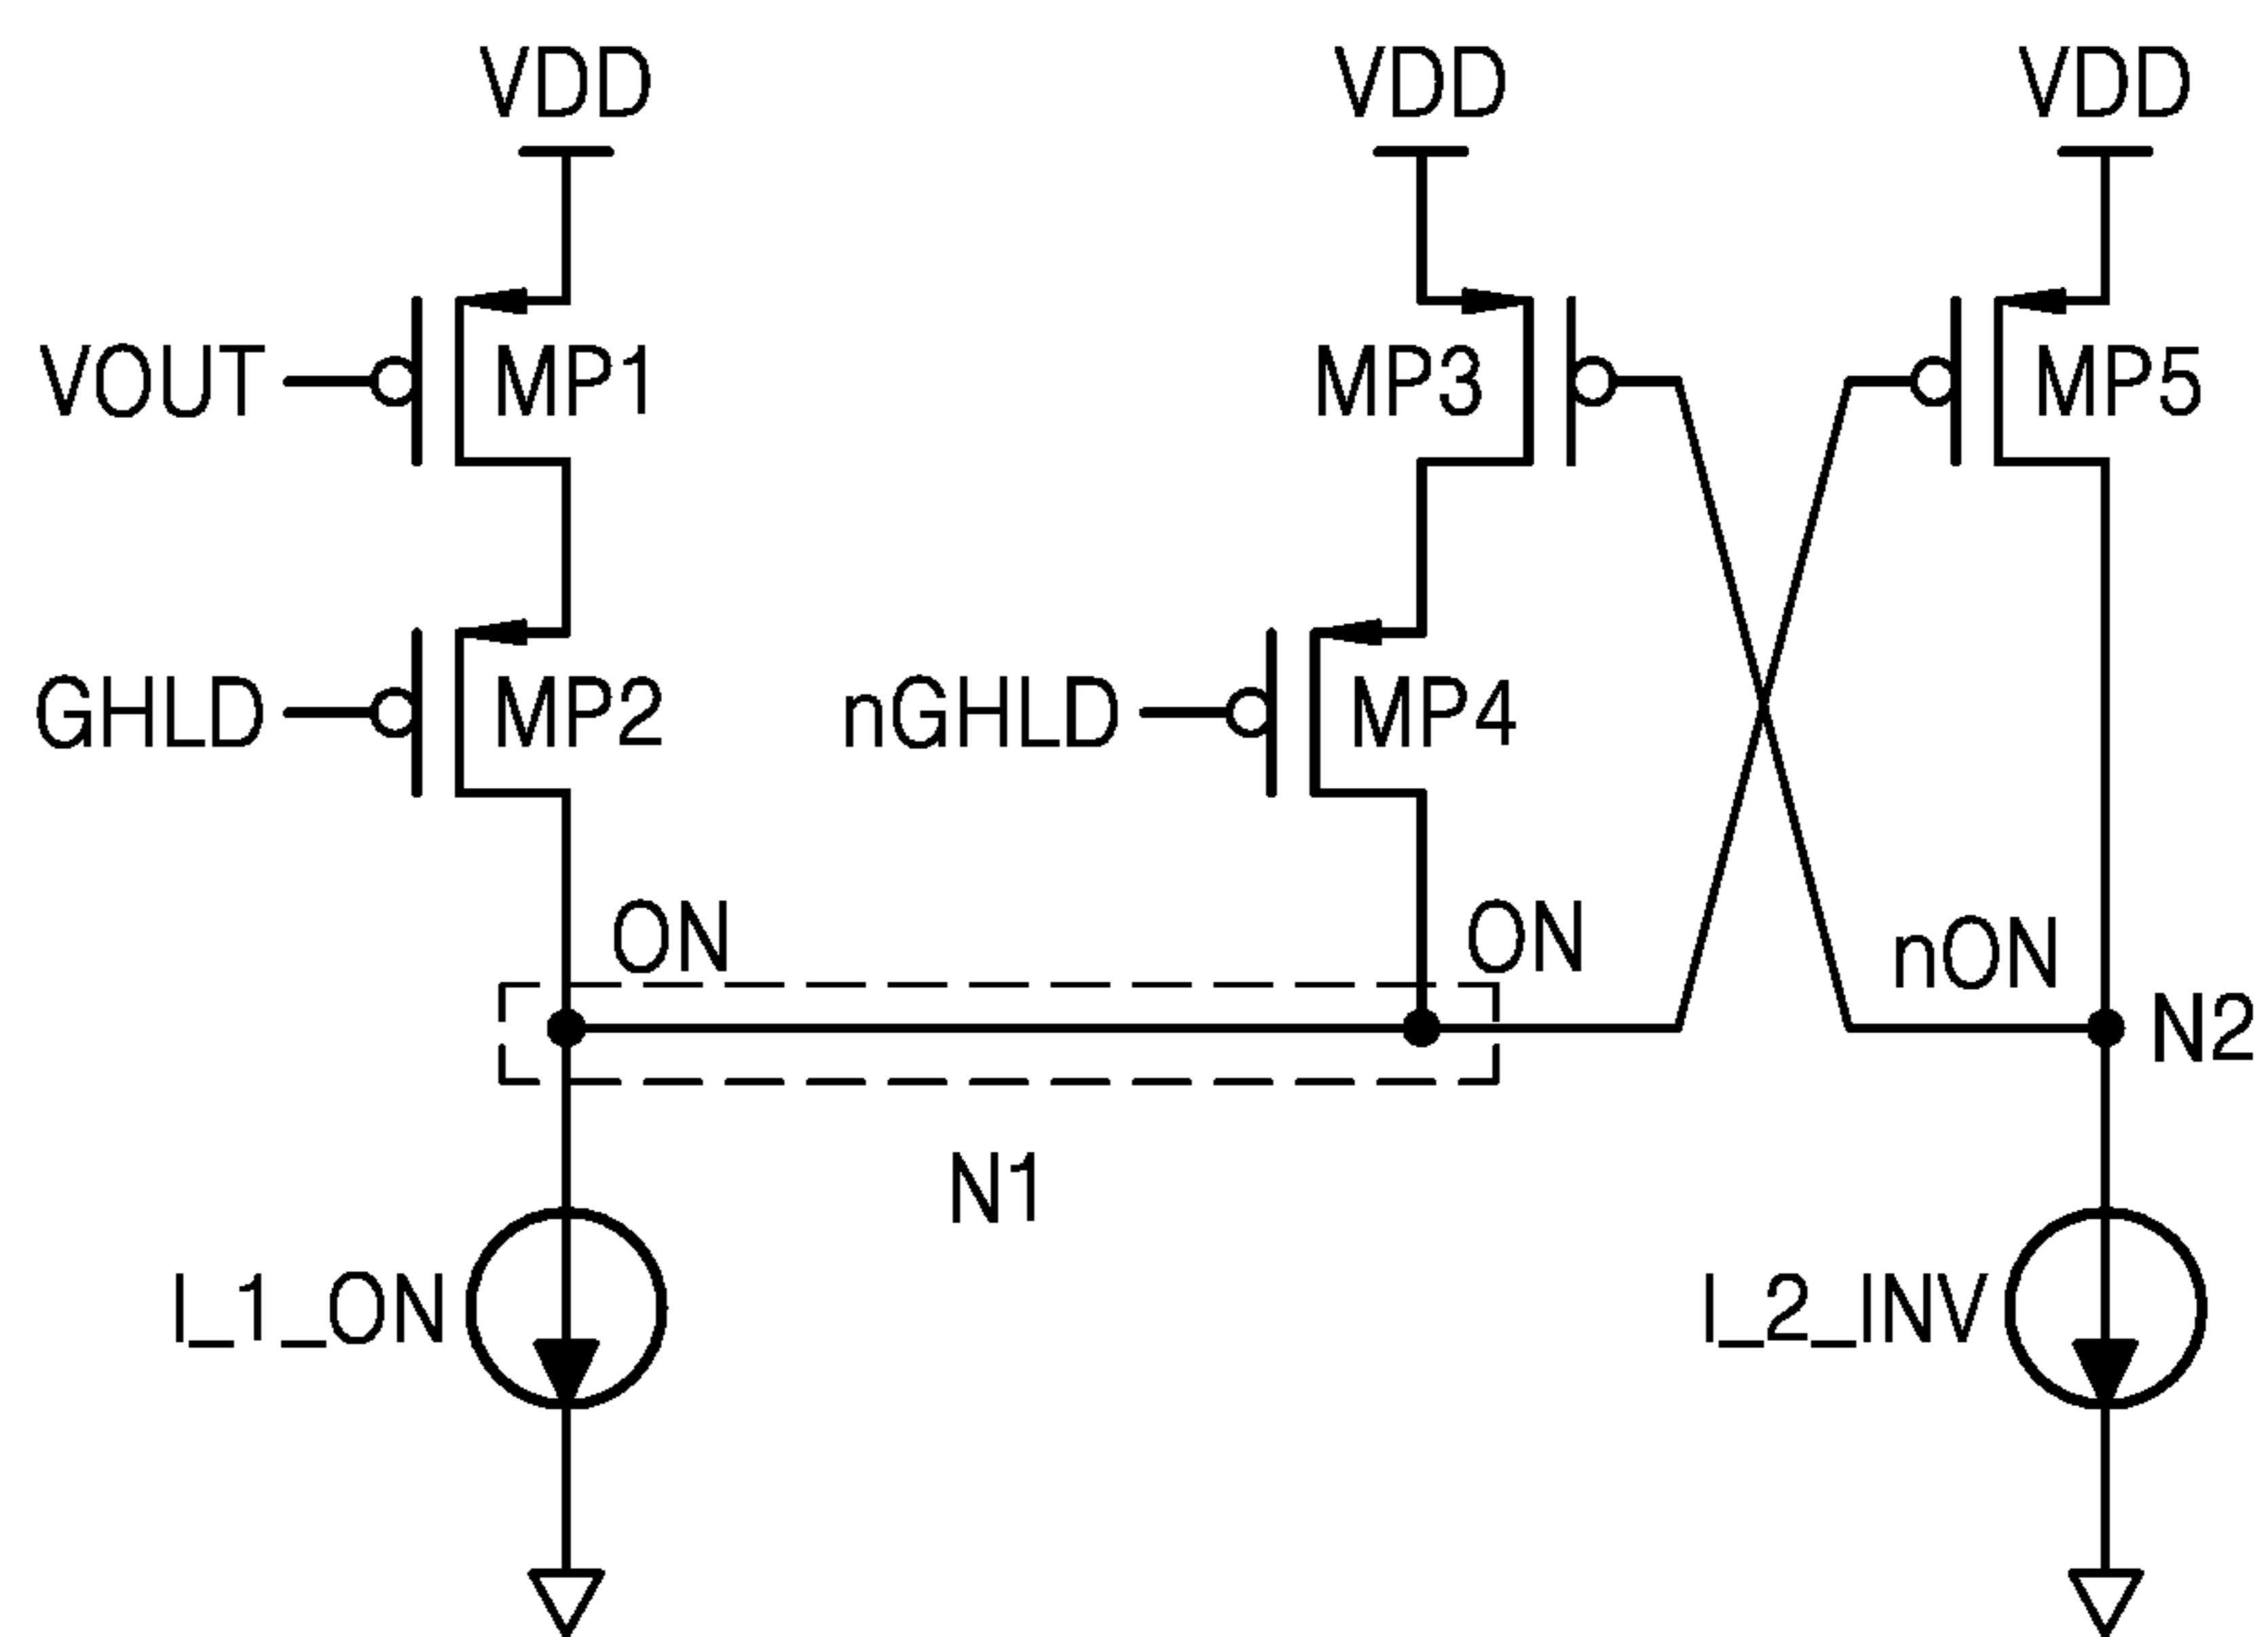 VDD VDD VDD
VOUT MP1 MP3 MP5
GHLD MP2 nGHLD MP4
ON ON nON
N2
N1
I_1_ON I_2_INV